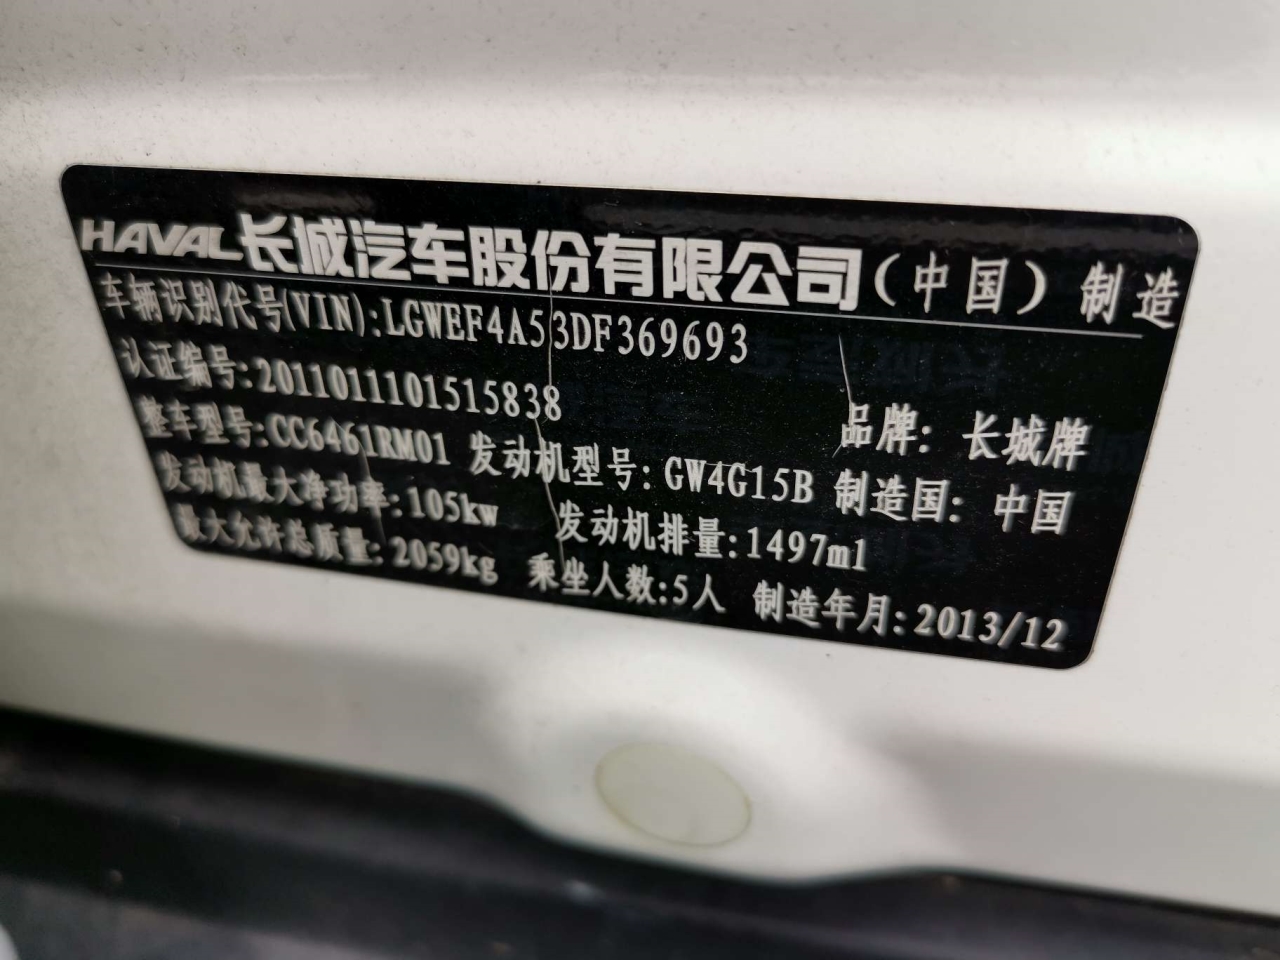 HAVAL长城汽车股份有限公司（中国）制造
车辆识别代号(VIN):LGWEF4A53DF369693
认证编号:2011011101515838 品牌:长城牌
整车型号:CC6461RM01 发动机型号:GW4G15B 制造国:中国
发动机最大净功率:105kw 发动机排量:1497ml
最大允许总质量:2059kg 乘坐人数:5人 制造年月:2013/12